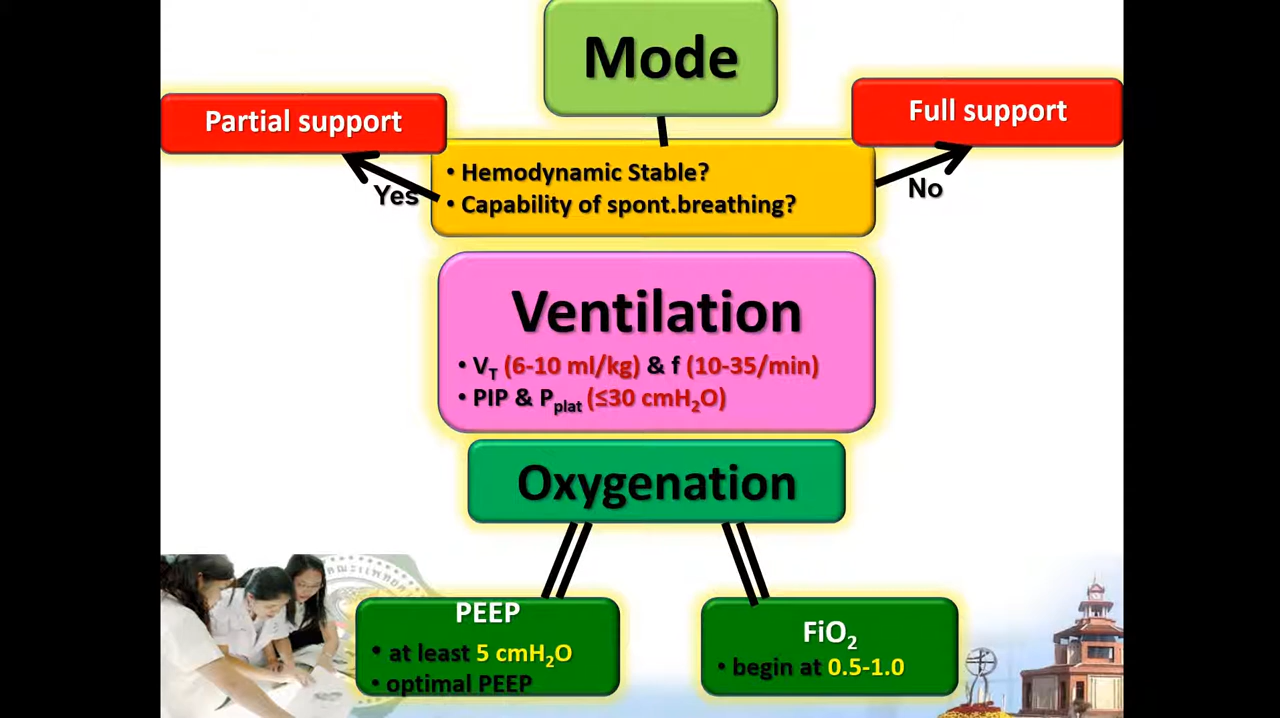 Mode
Partial support
Full support
• Hemodynamic Stable?
• Capability of spont.breathing?
Yes
No
Ventilation
• VT (6-10 ml/kg) & f (10-35/min)
• PIP & Pplat (≤30 cmH2O)
Oxygenation
PEEP
• at least 5 cmH2O
• optimal PEEP
FiO2
• begin at 0.5-1.0